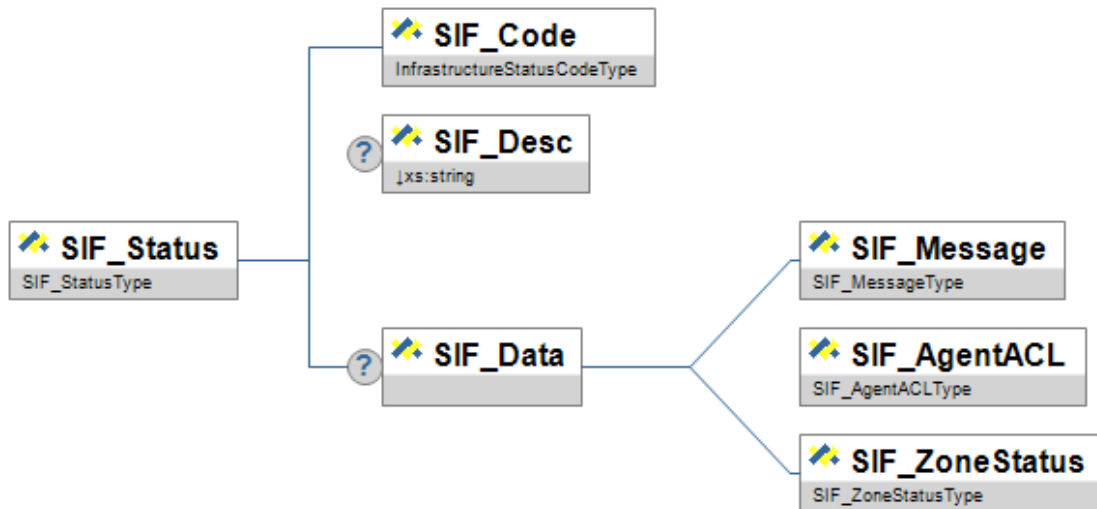 SIF_Code
InfrastructureStatusCodeType
?
SIF_Desc
↓xs:string
SIF_Status
SIF_StatusType
SIF_Message
SIF_MessageType
?
SIF_Data
SIF_AgentACL
SIF_AgentACLType
SIF_ZoneStatus
SIF_ZoneStatusType